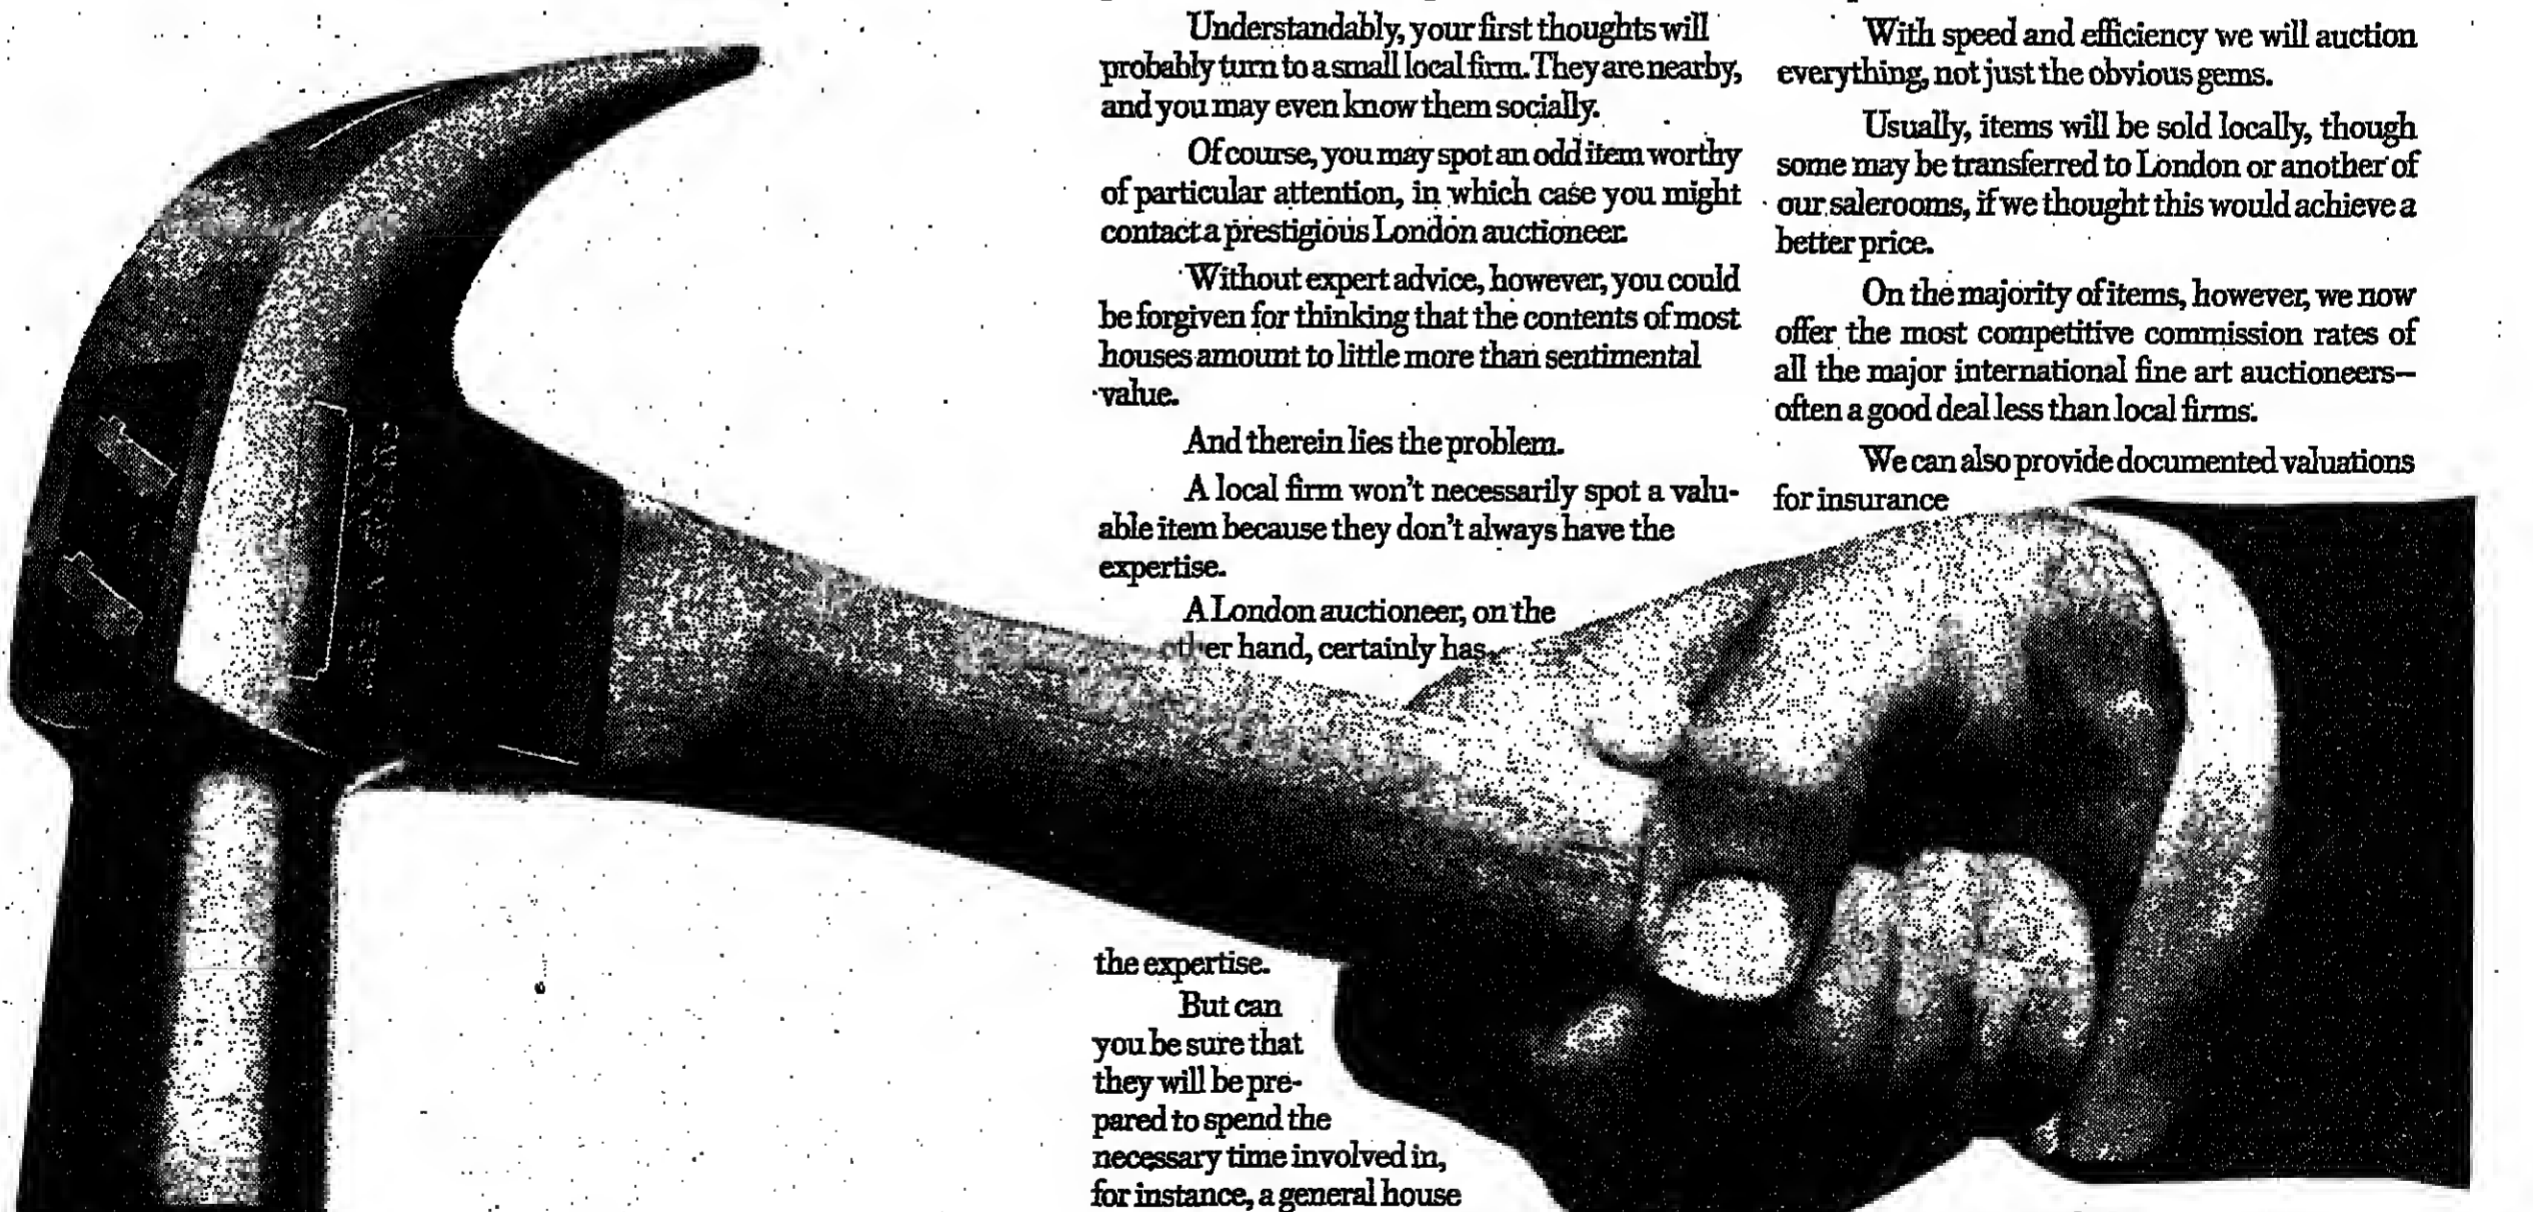 Understandably, your first thoughts will
probably turn to a small local firm. They are nearby,
and you may even know them socially.
Of course, you may spot an odd item worthy
of particular attention, in which case you might
contact a prestigious London auctioneer.
Without expert advice, however, you could
be forgiven for thinking that the contents of most
houses amount to little more than sentimental
value.
And therein lies the problem.
A local firm won't necessarily spot a valu-
able item because they don't always have the
expertise.
A London auctioneer, on the
other hand, certainly has
the expertise.
But can
you be sure that
they will be pre-
pared to spend the
necessary time involved in,
for instance, a general house
With speed and efficiency we will auction
everything, not just the obvious gems.
Usually, items will be sold locally, though
some may be transferred to London or another of
our salerooms, if we thought this would achieve a
better price.
On the majority of items, however, we now
offer the most competitive commission rates of
all the major international fine art auctioneers—
often a good deal less than local firms.
We can also provide documented valuations
for insurance